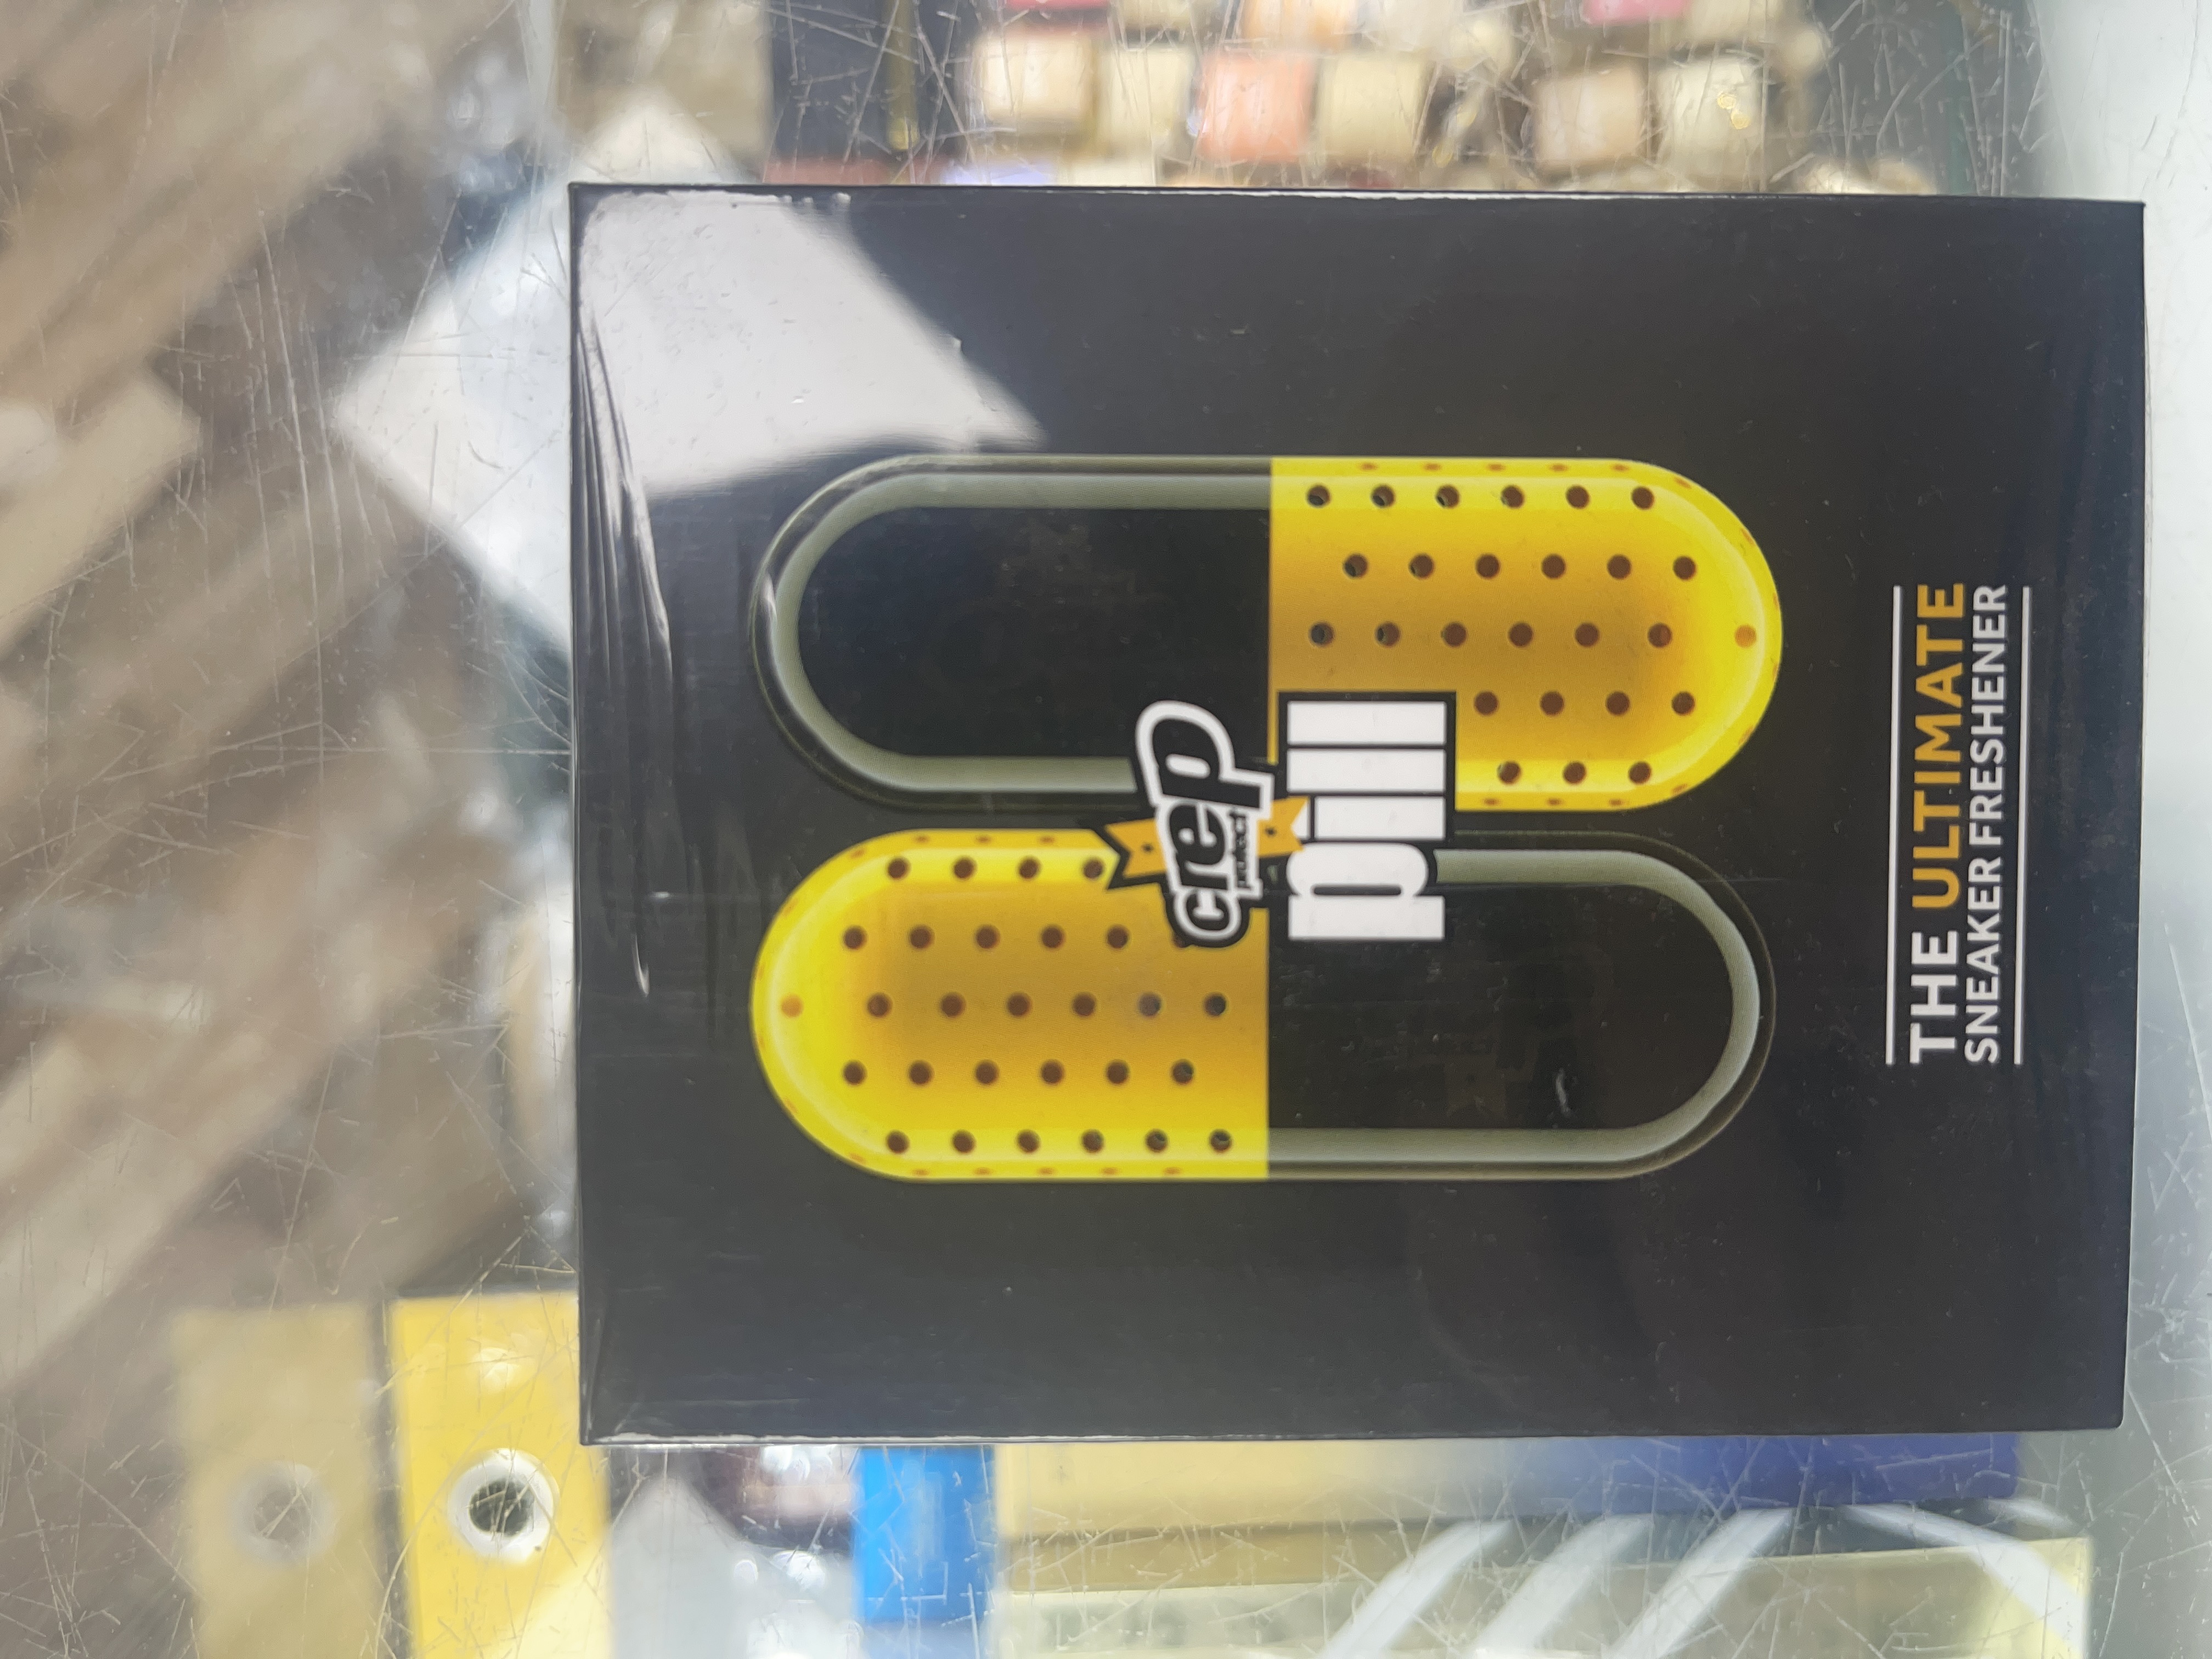 crep
protect
pill
THE ULTIMATE
SNEAKER FRESHENER